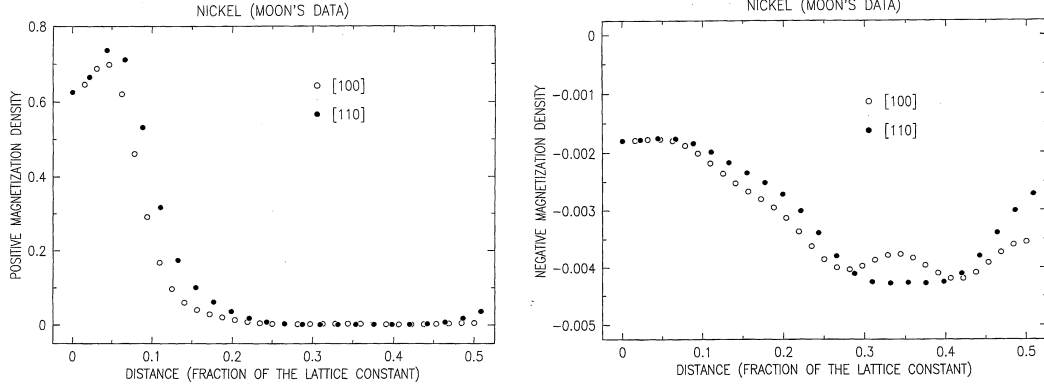 NICKEL (MOON'S DATA)
0.8
0.6
0.4
0.2
0
POSITIVE MAGNETIZATION DENSITY
[100]
[110]
0 0.1 0.2 0.3 0.4 0.5
DISTANCE (FRACTION OF THE LATTICE CONSTANT)
NICKEL (MOON'S DATA)
0
−0.001
−0.002
−0.003
−0.004
−0.005
NEGATIVE MAGNETIZATION DENSITY
[100]
[110]
0 0.1 0.2 0.3 0.4 0.5
DISTANCE (FRACTION OF THE LATTICE CONSTANT)